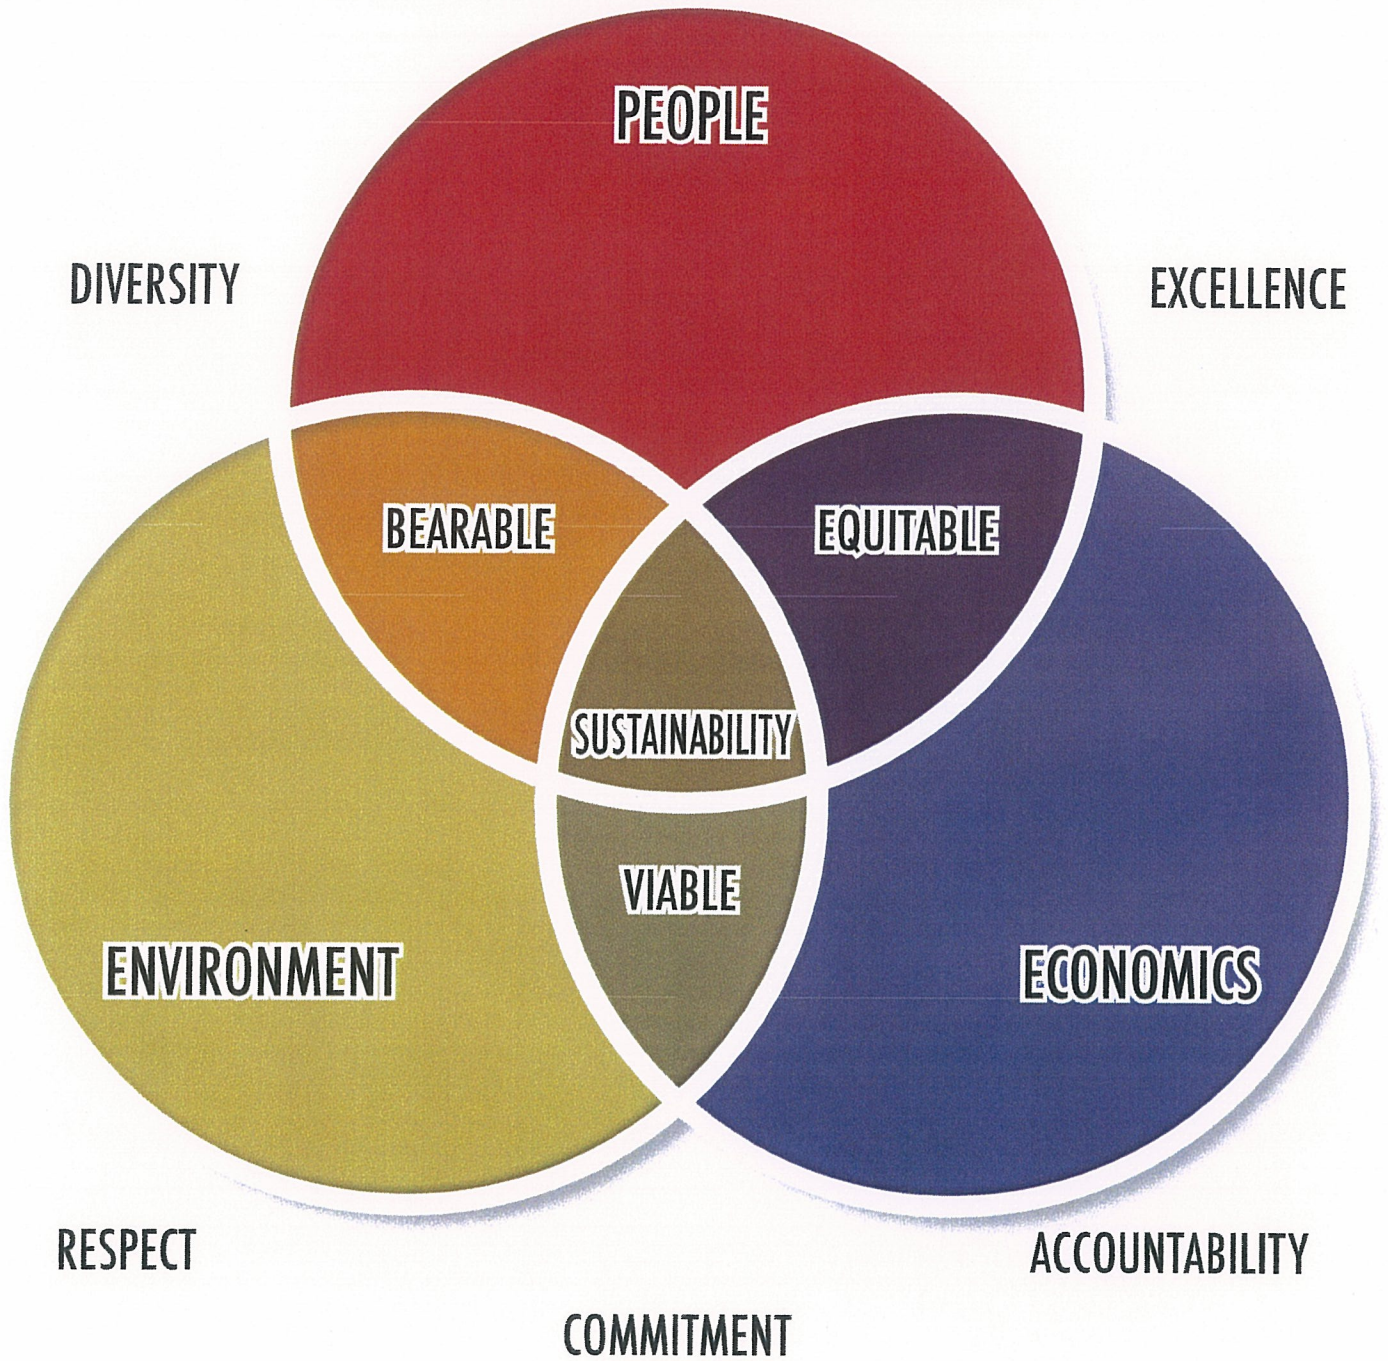 PEOPLE
DIVERSITY
EXCELLENCE
BEARABLE
EQUITABLE
SUSTAINABILITY
VIABLE
ENVIRONMENT
ECONOMICS
RESPECT
ACCOUNTABILITY
COMMITMENT